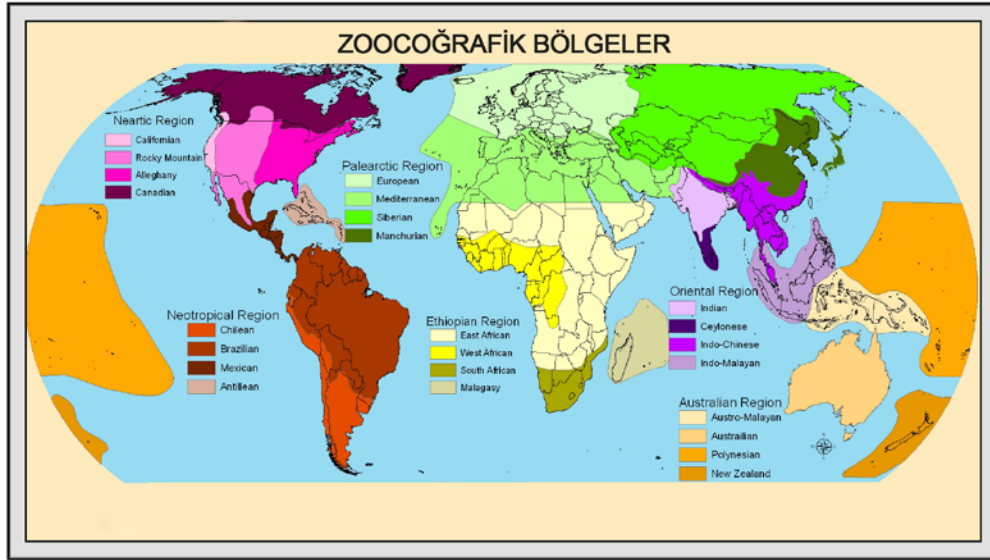 ZOOCOĞRAFİK BÖLGELER
Neartic Region
Californian
Rocky Mountain
Alleghany
Canadian
Palearctic Region
European
Mediterranean
Siberian
Manchurian
Neotropical Region
Chilean
Brazilian
Mexican
Antillean
Ethiopian Region
East African
West African
South African
Malagasy
Oriental Region
Indian
Ceylonese
Indo-Chinese
Indo-Malayan
Australian Region
Austro-Malayan
Austrailian
Polynesian
New Zealand